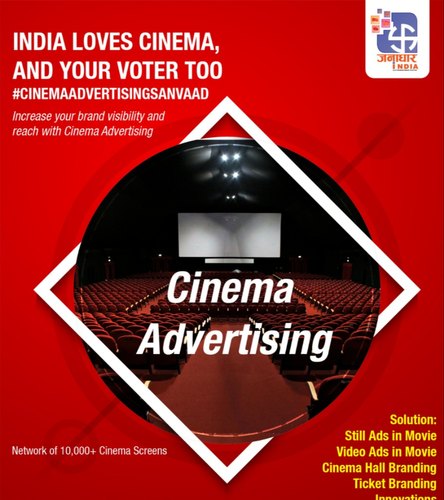 INDIA LOVES CINEMA,
AND YOUR VOTER TOO
#CINEMAADVERTISINGSANVAAD
Increase your brand visibility and
reach with Cinema Advertising
जनाधार
INDIA
Cinema
Advertising
Network of 10,000+ Cinema Screens
Solution:
Still Ads in Movie
Video Ads in Movie
Cinema Hall Branding
Ticket Branding
Innovations